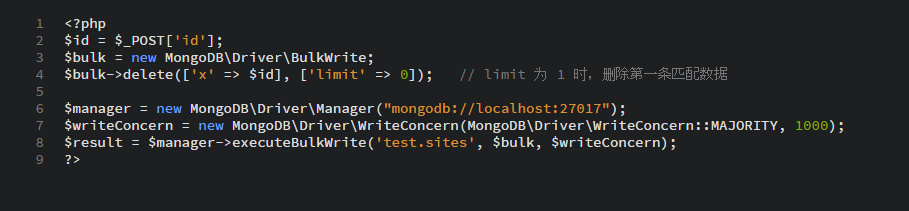 1 <?php
2 $id = $_POST['id'];
3 $bulk = new MongoDB\Driver\BulkWrite;
4 $bulk->delete(['x' => $id], ['limit' => 0]);   // limit 为 1 时，删除第一条匹配数据
5
6 $manager = new MongoDB\Driver\Manager("mongodb://localhost:27017");
7 $writeConcern = new MongoDB\Driver\WriteConcern(MongoDB\Driver\WriteConcern::MAJORITY, 1000);
8 $result = $manager->executeBulkWrite('test.sites', $bulk, $writeConcern);
9 ?>